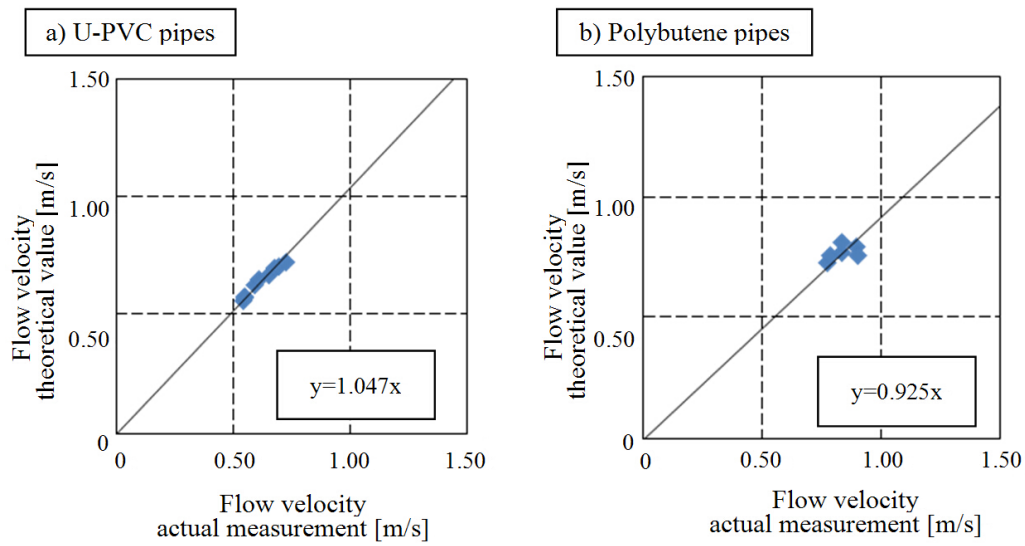 a) U-PVC pipes
1.50
1.00
0.50
0
0
0.50
1.00
1.50
Flow velocity
theoretical value [m/s]
y=1.047x
Flow velocity
actual measurement [m/s]
b) Polybutene pipes
1.50
1.00
0.50
0
0
0.50
1.00
1.50
Flow velocity
theoretical value [m/s]
y=0.925x
Flow velocity
actual measurement [m/s]